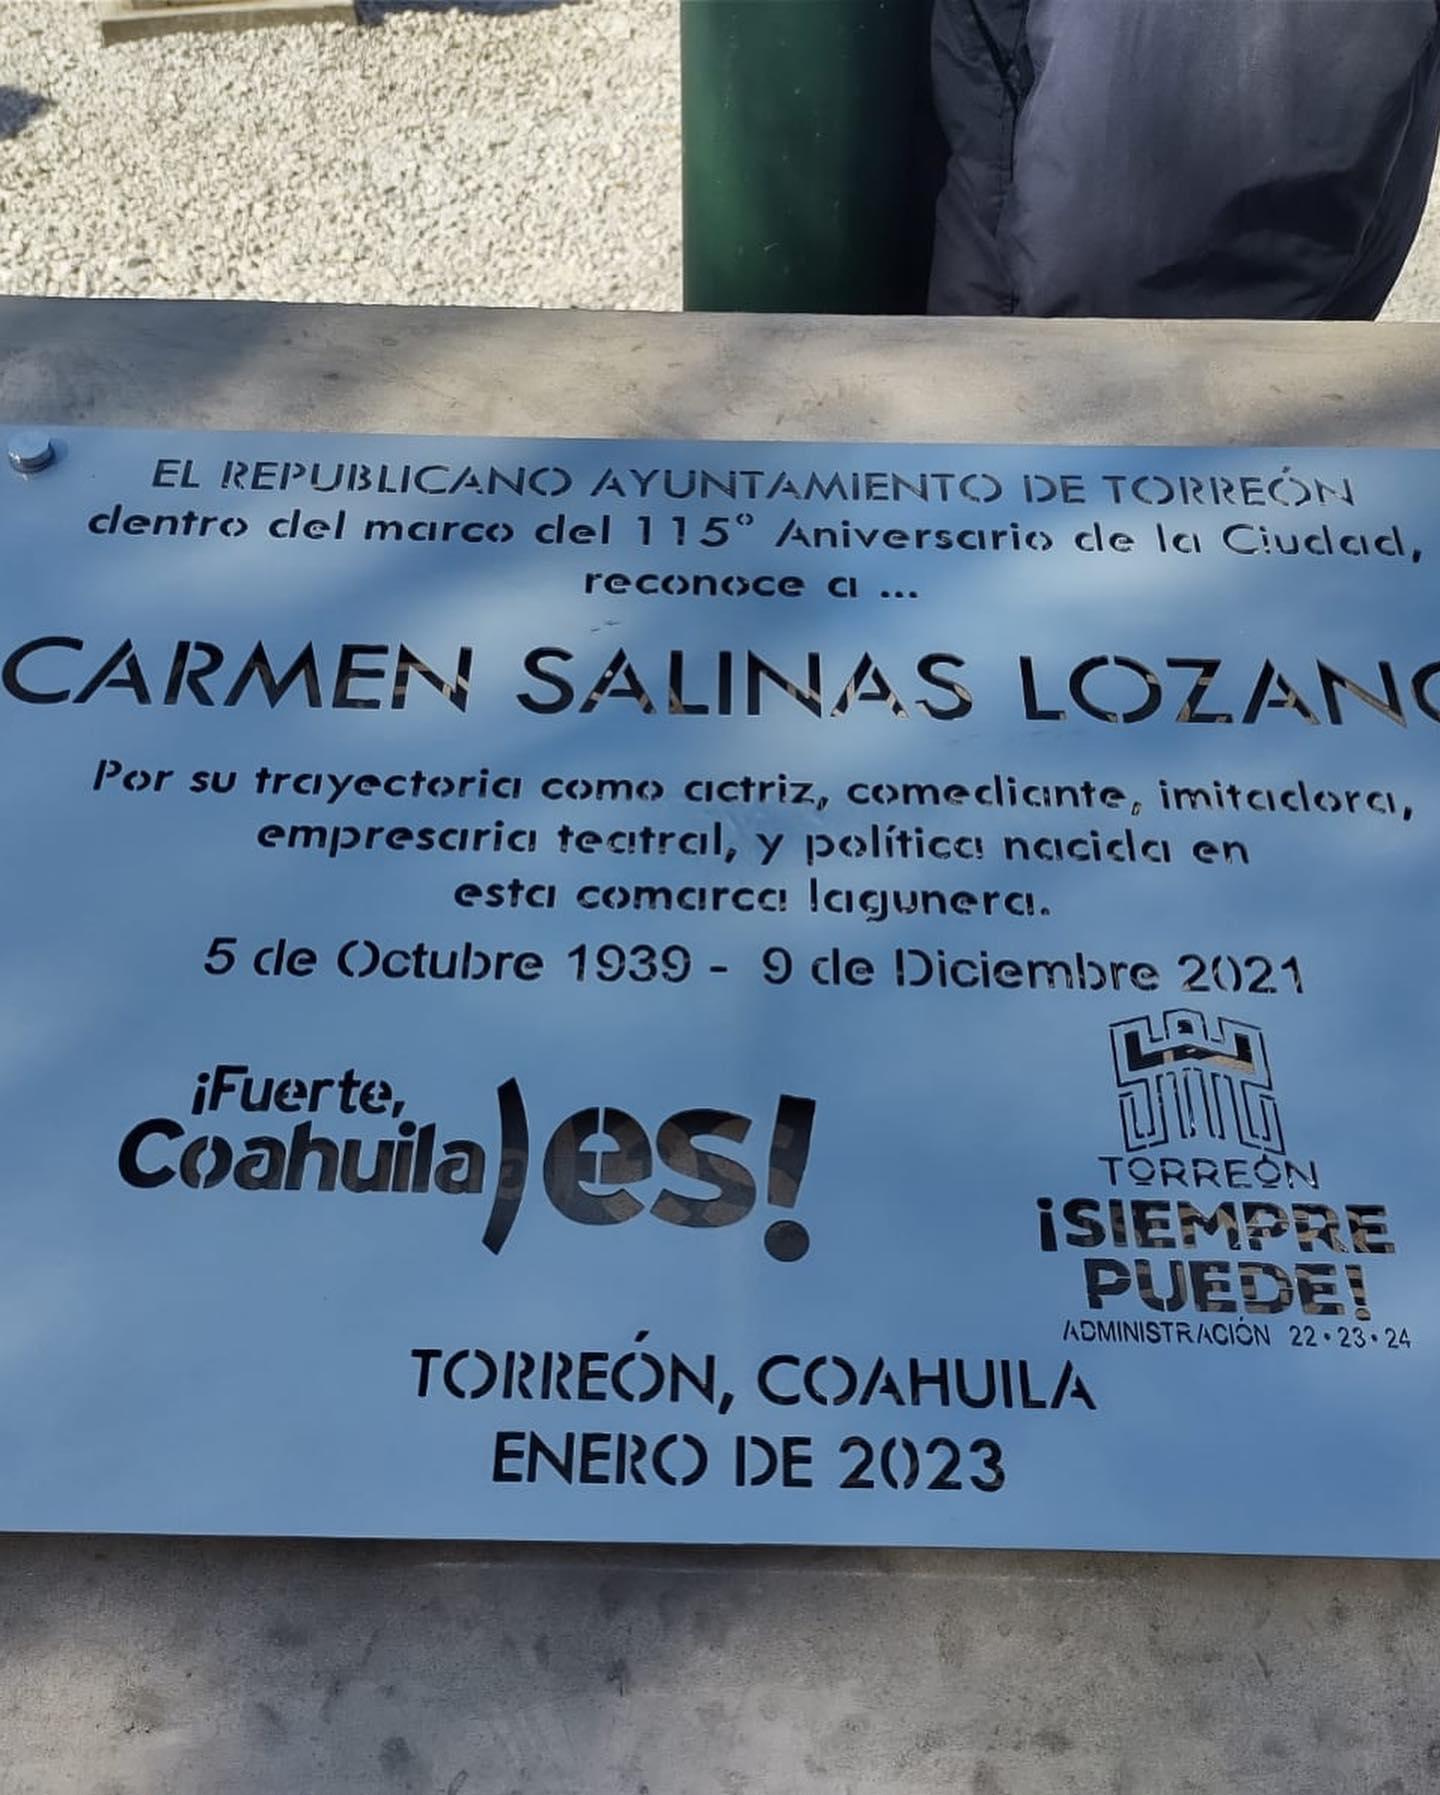 EL REPUBLICANO AYUNTAMIENTO DE TORREÓN
dentro del marco del 115° Aniversario de la Ciudad,
reconoce a ...
CARMEN SALINAS LOZANO
Por su trayectoria como actriz, comediante, imitadora,
empresaria teatral, y política nacida en
esta comarca lagunera.
5 de Octubre 1939 - 9 de Diciembre 2021
¡Fuerte,
Coahuila)es!
TORREÓN
¡SIEMPRE
PUEDE!
ADMINISTRACIÓN 22•23•24
TORREÓN, COAHUILA
ENERO DE 2023